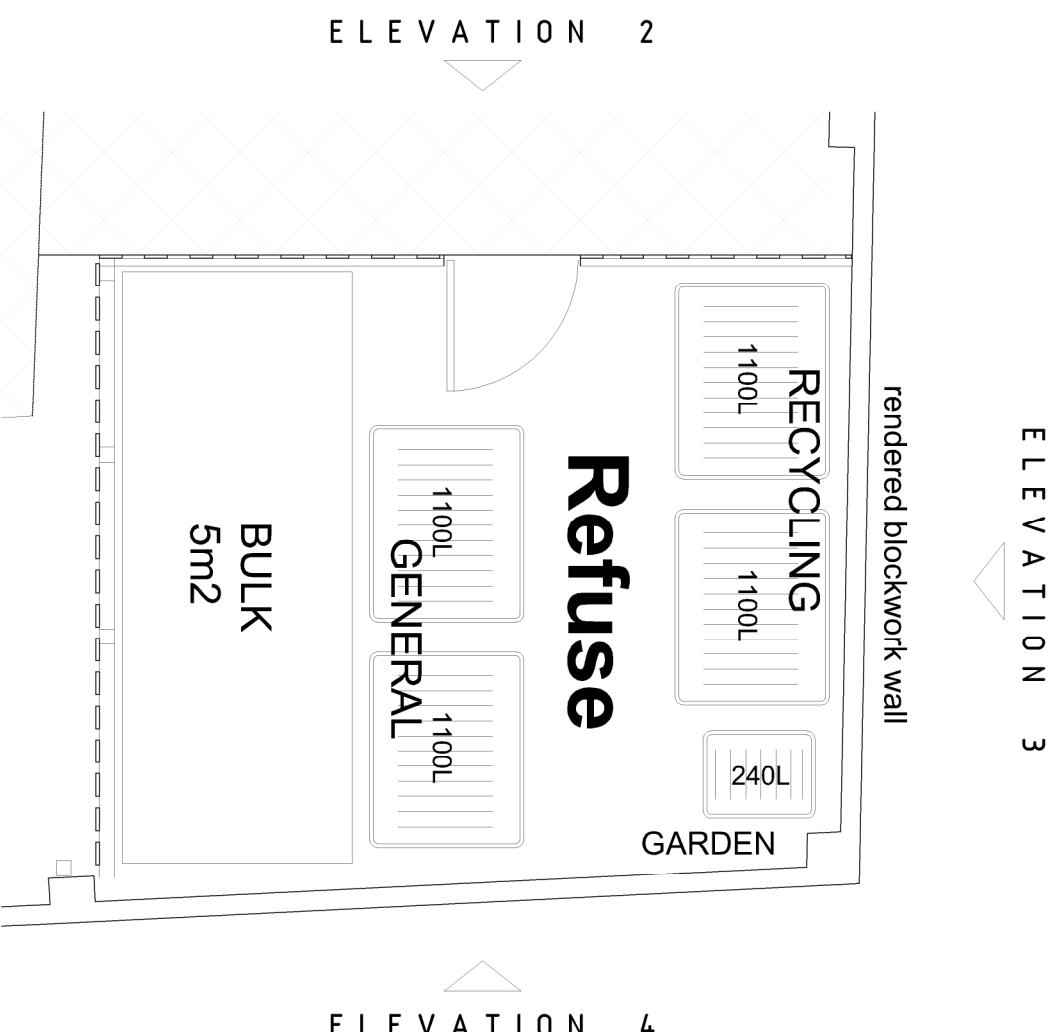 ELEVATION 2
1100L
RECYCLING
1100L
rendered blockwork wall
ELEVATION 3
1100L
GENERAL
1100L
Refuse
BULK
5m2
240L
GARDEN
ELEVATION 4